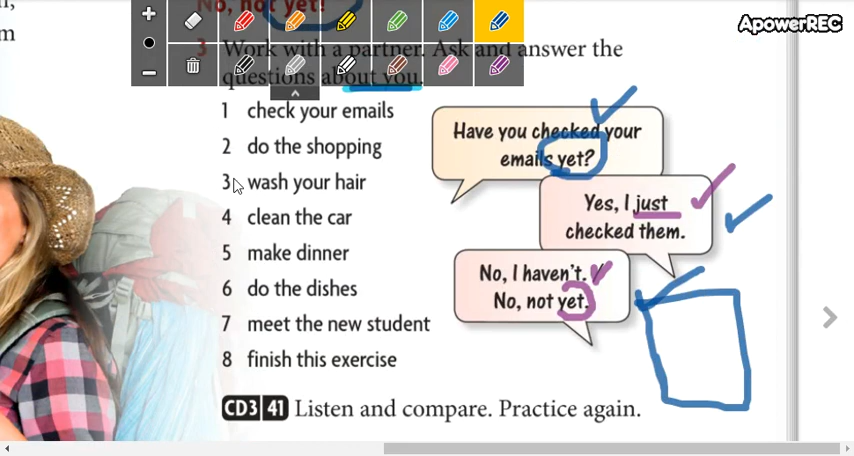 No, not yet!
ApowerREC
3 Work with a partner. Ask and answer the
questions about you.
1 check your emails
2 do the shopping
3 wash your hair
4 clean the car
5 make dinner
6 do the dishes
7 meet the new student
8 finish this exercise
Have you checked your
emails yet?
Yes, I just
checked them.
No, I haven't.
No, not yet.
CD3 41 Listen and compare. Practice again.